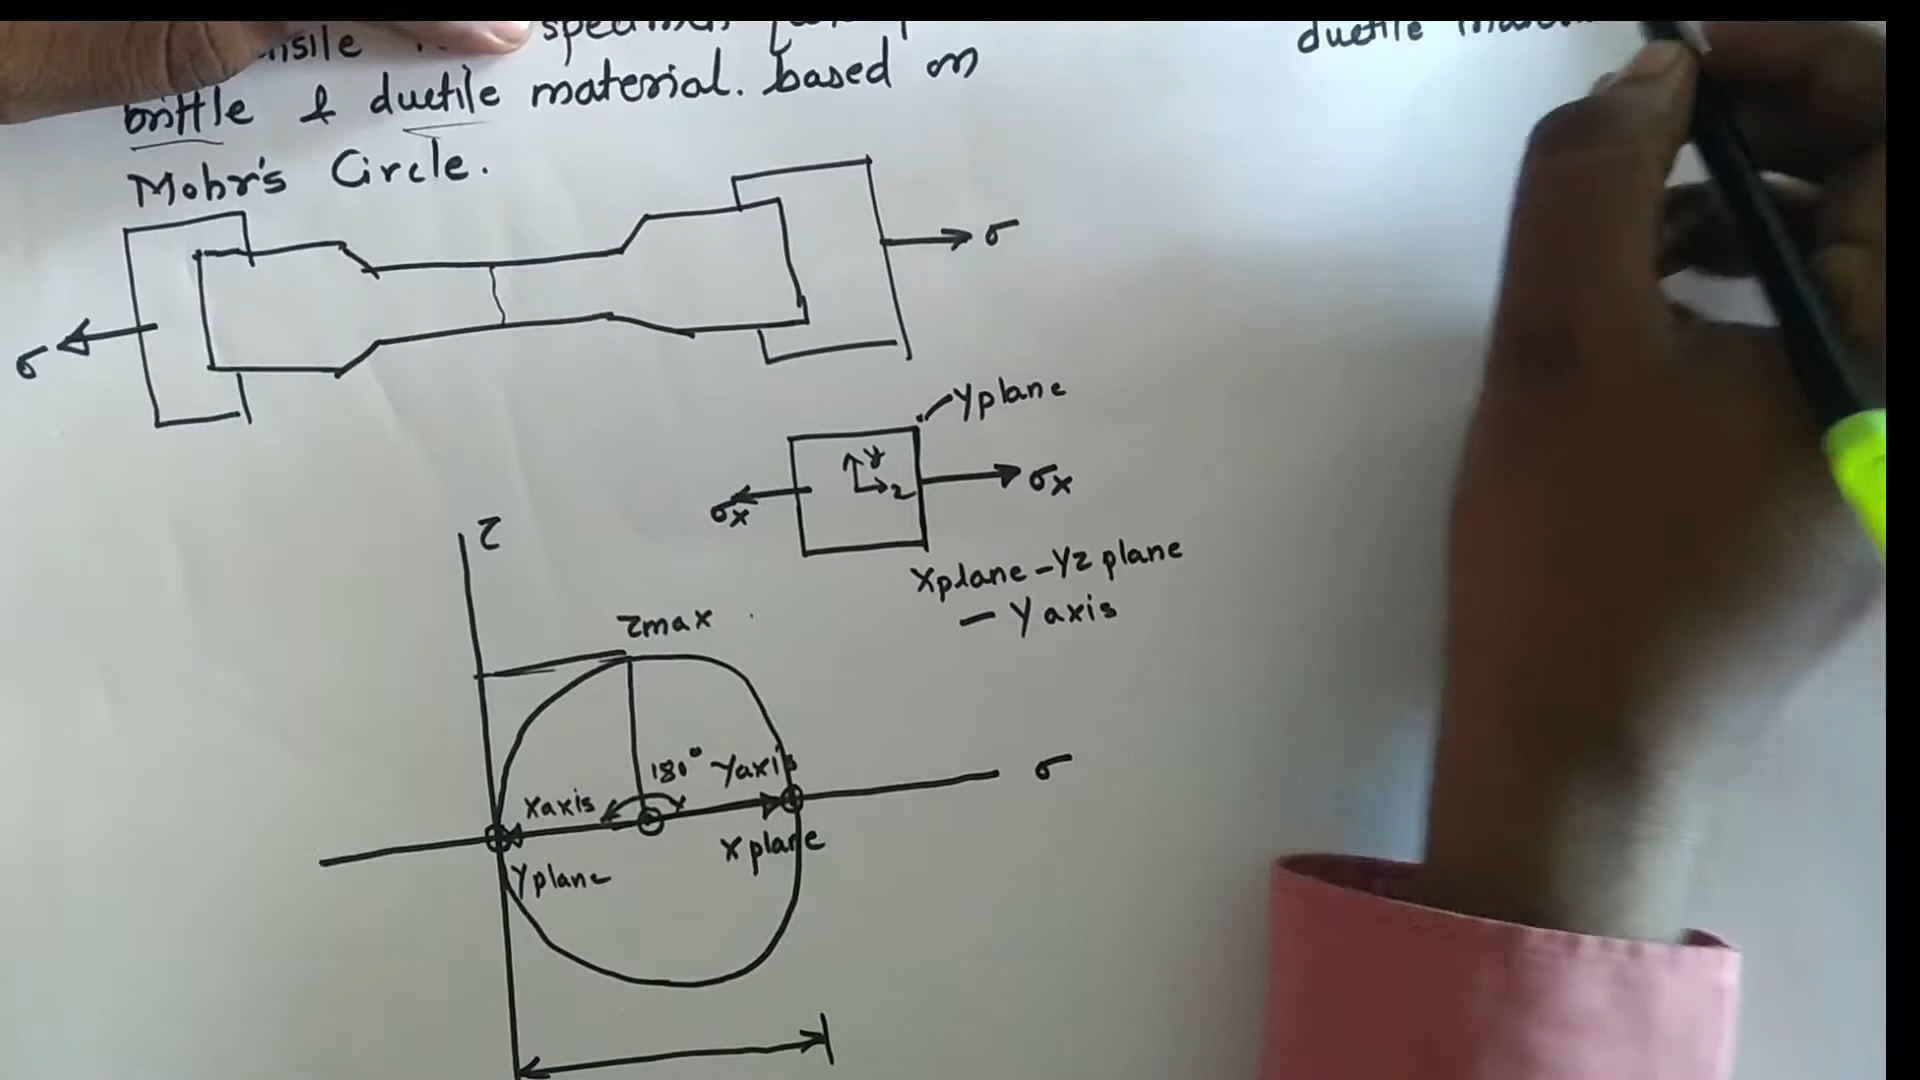 specimen
brittle & ductile material. based on
Mohr's Circle.
ductile
σ
σ
Yplane
y
z
σx
σx
Xplane - Yz plane
- Y axis
τ
τmax
180° Yaxis
Xaxis
σ
Xplane
Yplane